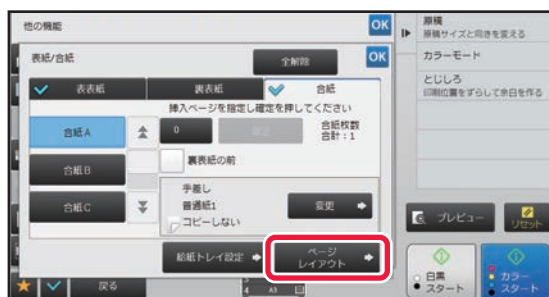 他の機能
OK
表紙/合紙
全解除
OK
表表紙
裏表紙
合紙
挿入ページを指定し確定を押してください
合紙A
0
確定
合紙枚数
合計:1
合紙B
裏表紙の前
合紙C
手差し
普通紙1
コピーしない
変更
給紙トレイ設定
ページ
レイアウト
戻る
4 A3
原稿
原稿サイズと向きを変える
カラーモード
とじしろ
印刷位置をずらして余白を作る
プレビュー
リセット
白黒
スタート
カラー
スタート